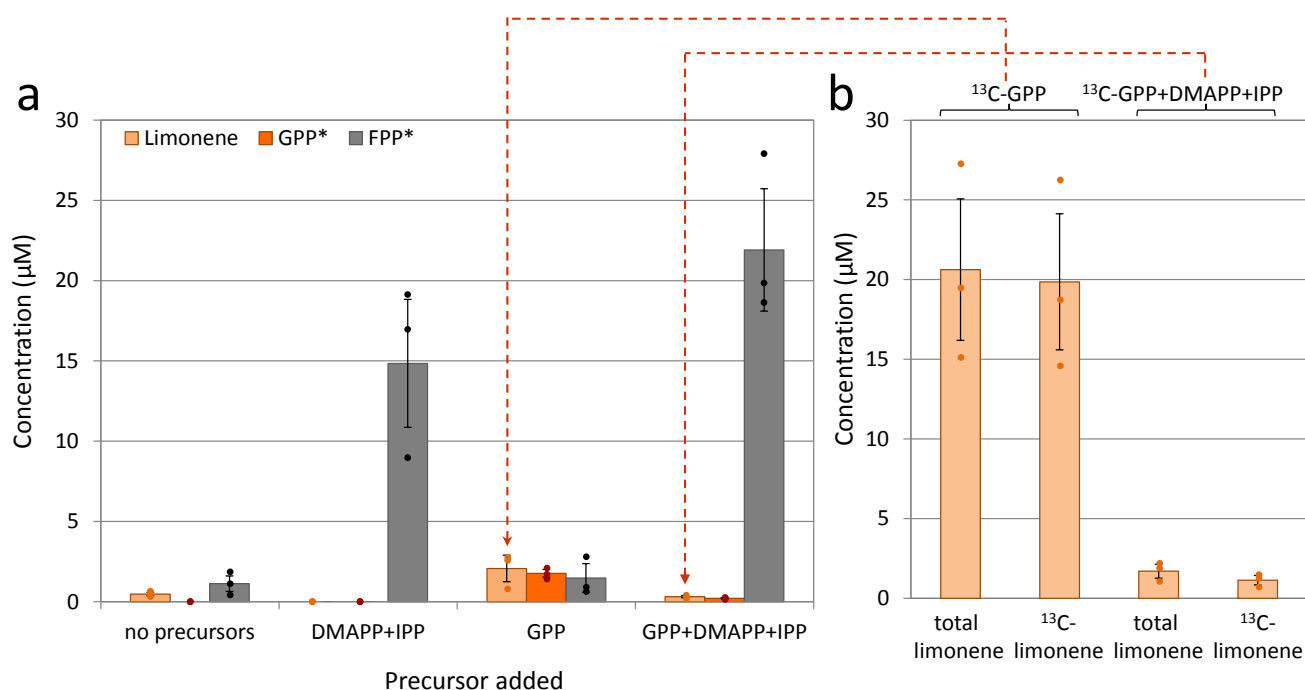 a
Limonene
GPP*
FPP*
Concentration (µM)
30
25
20
15
10
5
0
no precursors
DMAPP+IPP
GPP
GPP+DMAPP+IPP
Precursor added
b
¹³C-GPP
¹³C-GPP+DMAPP+IPP
Concentration (µM)
30
25
20
15
10
5
0
total
limonene
¹³C-
limonene
total
limonene
¹³C-
limonene